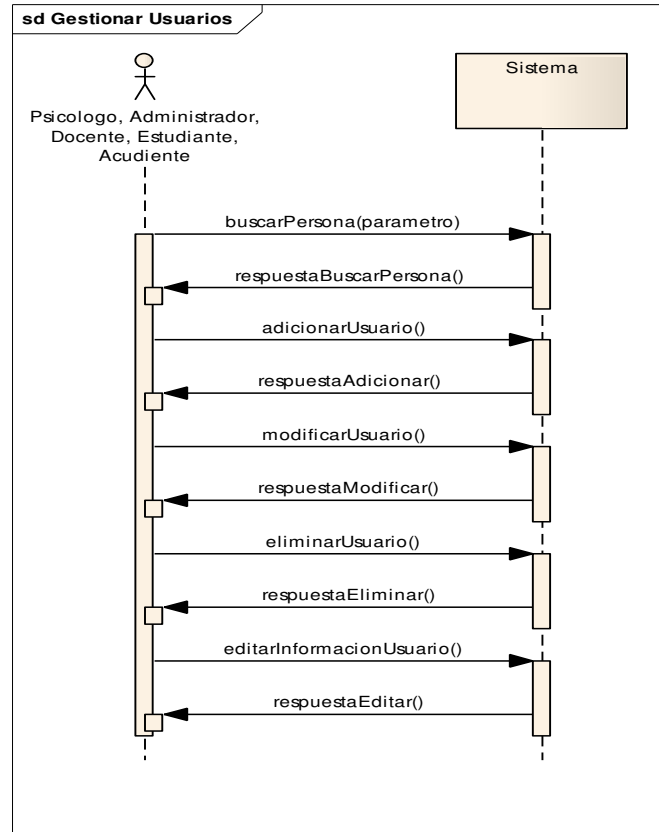 sd Gestionar Usuarios
Psicologo, Administrador,
Docente, Estudiante,
Acudiente
Sistema
buscarPersona(parametro)
respuestaBuscarPersona()
adicionarUsuario()
respuestaAdicionar()
modificarUsuario()
respuestaModificar()
eliminarUsuario()
respuestaEliminar()
editarInformacionUsuario()
respuestaEditar()